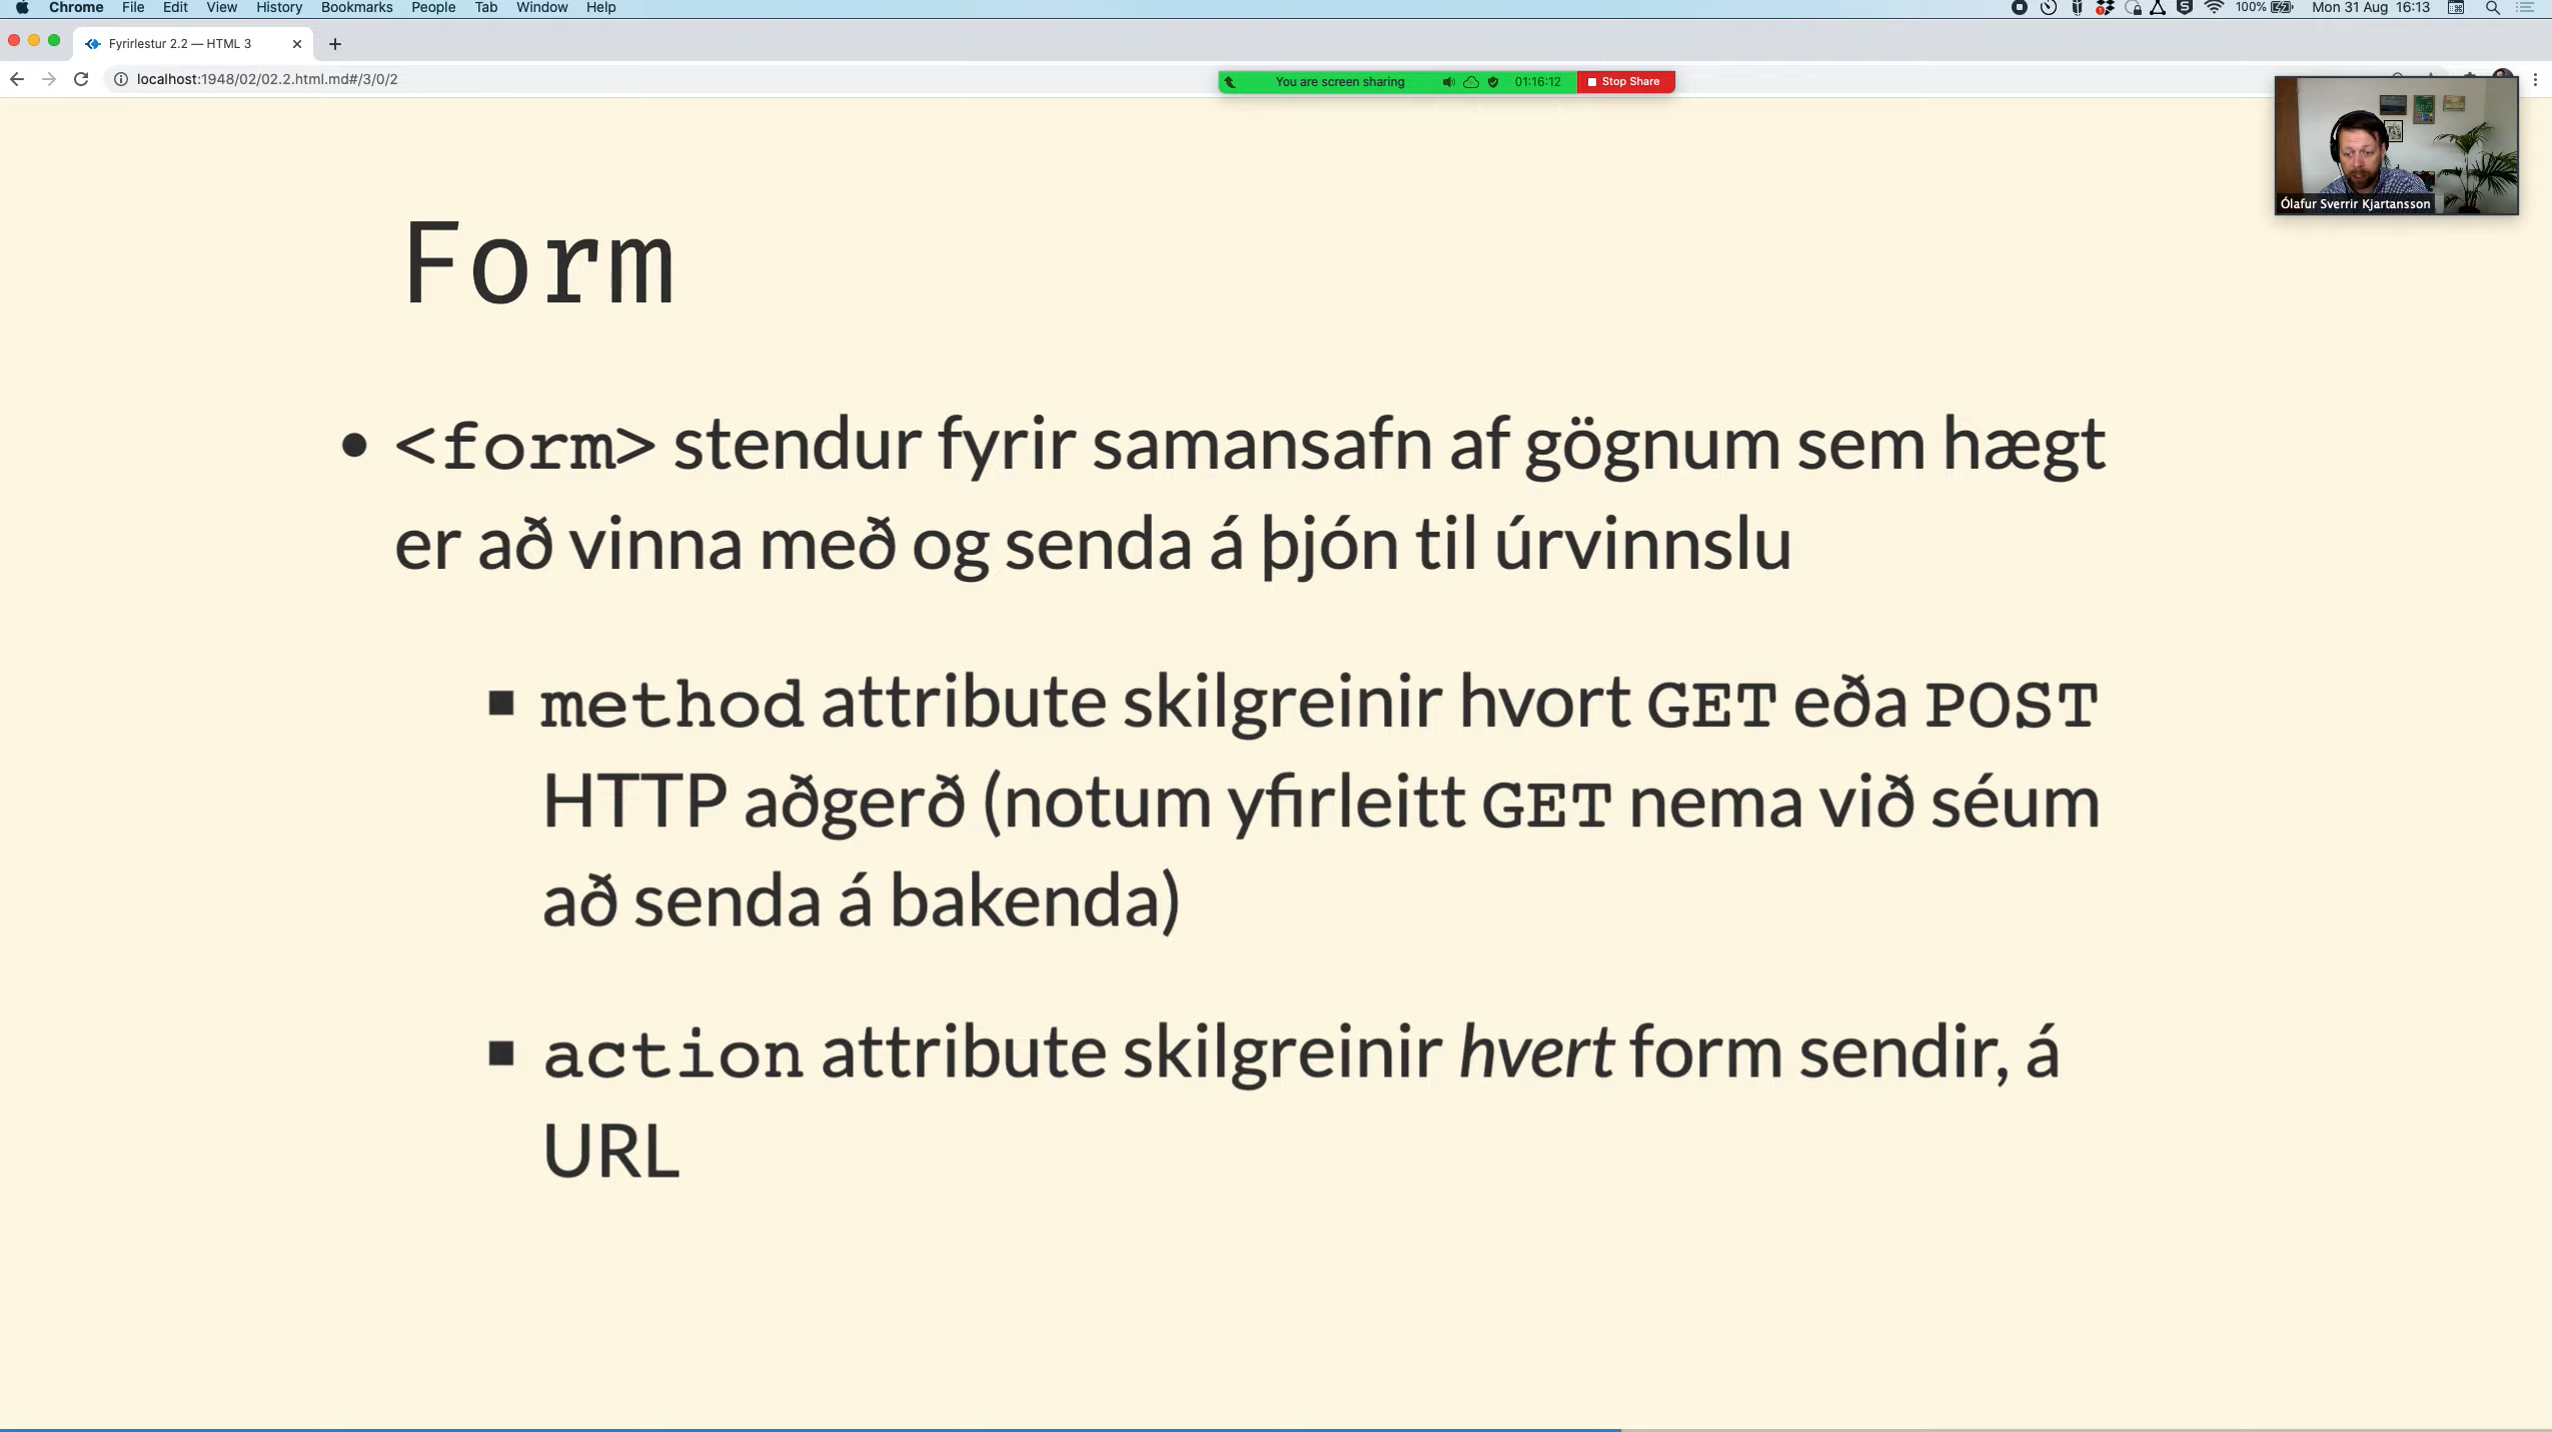 Chrome File Edit View History Bookmarks People Tab Window Help 100% Mon 31 Aug 16:13
Fyrirlestur 2.2 — HTML 3
localhost:1948/02/02.2.html.md#/3/0/2
You are screen sharing 01:16:12 Stop Share
Ólafur Sverrir Kjartansson
Form
• <form> stendur fyrir samansafn af gögnum sem hægt
er að vinna með og senda á þjón til úrvinnslu
▪ method attribute skilgreinir hvort GET eða POST
HTTP aðgerð (notum yfirleitt GET nema við séum
að senda á bakenda)
▪ action attribute skilgreinir hvert form sendir, á
URL